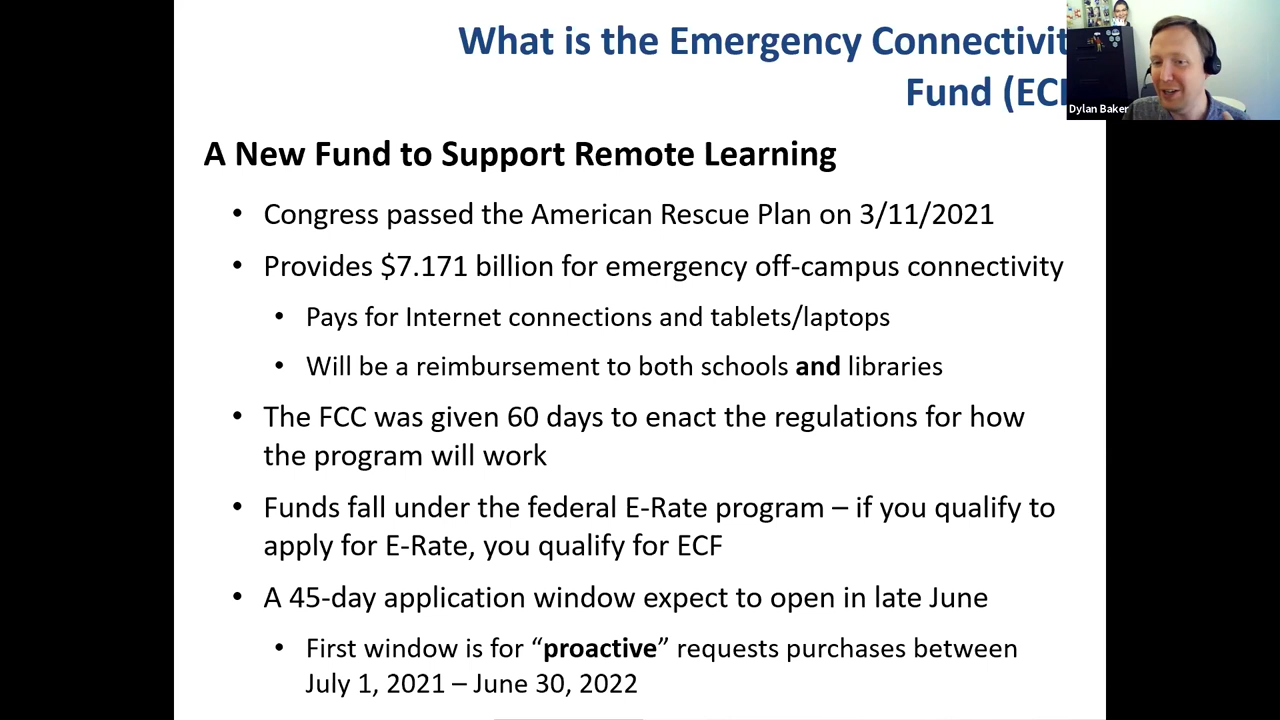 What is the Emergency Connectivit
Fund (EC
Dylan Baker
A New Fund to Support Remote Learning
• Congress passed the American Rescue Plan on 3/11/2021
• Provides $7.171 billion for emergency off-campus connectivity
• Pays for Internet connections and tablets/laptops
• Will be a reimbursement to both schools and libraries
• The FCC was given 60 days to enact the regulations for how
the program will work
• Funds fall under the federal E-Rate program – if you qualify to
apply for E-Rate, you qualify for ECF
• A 45-day application window expect to open in late June
• First window is for “proactive” requests purchases between
July 1, 2021 – June 30, 2022